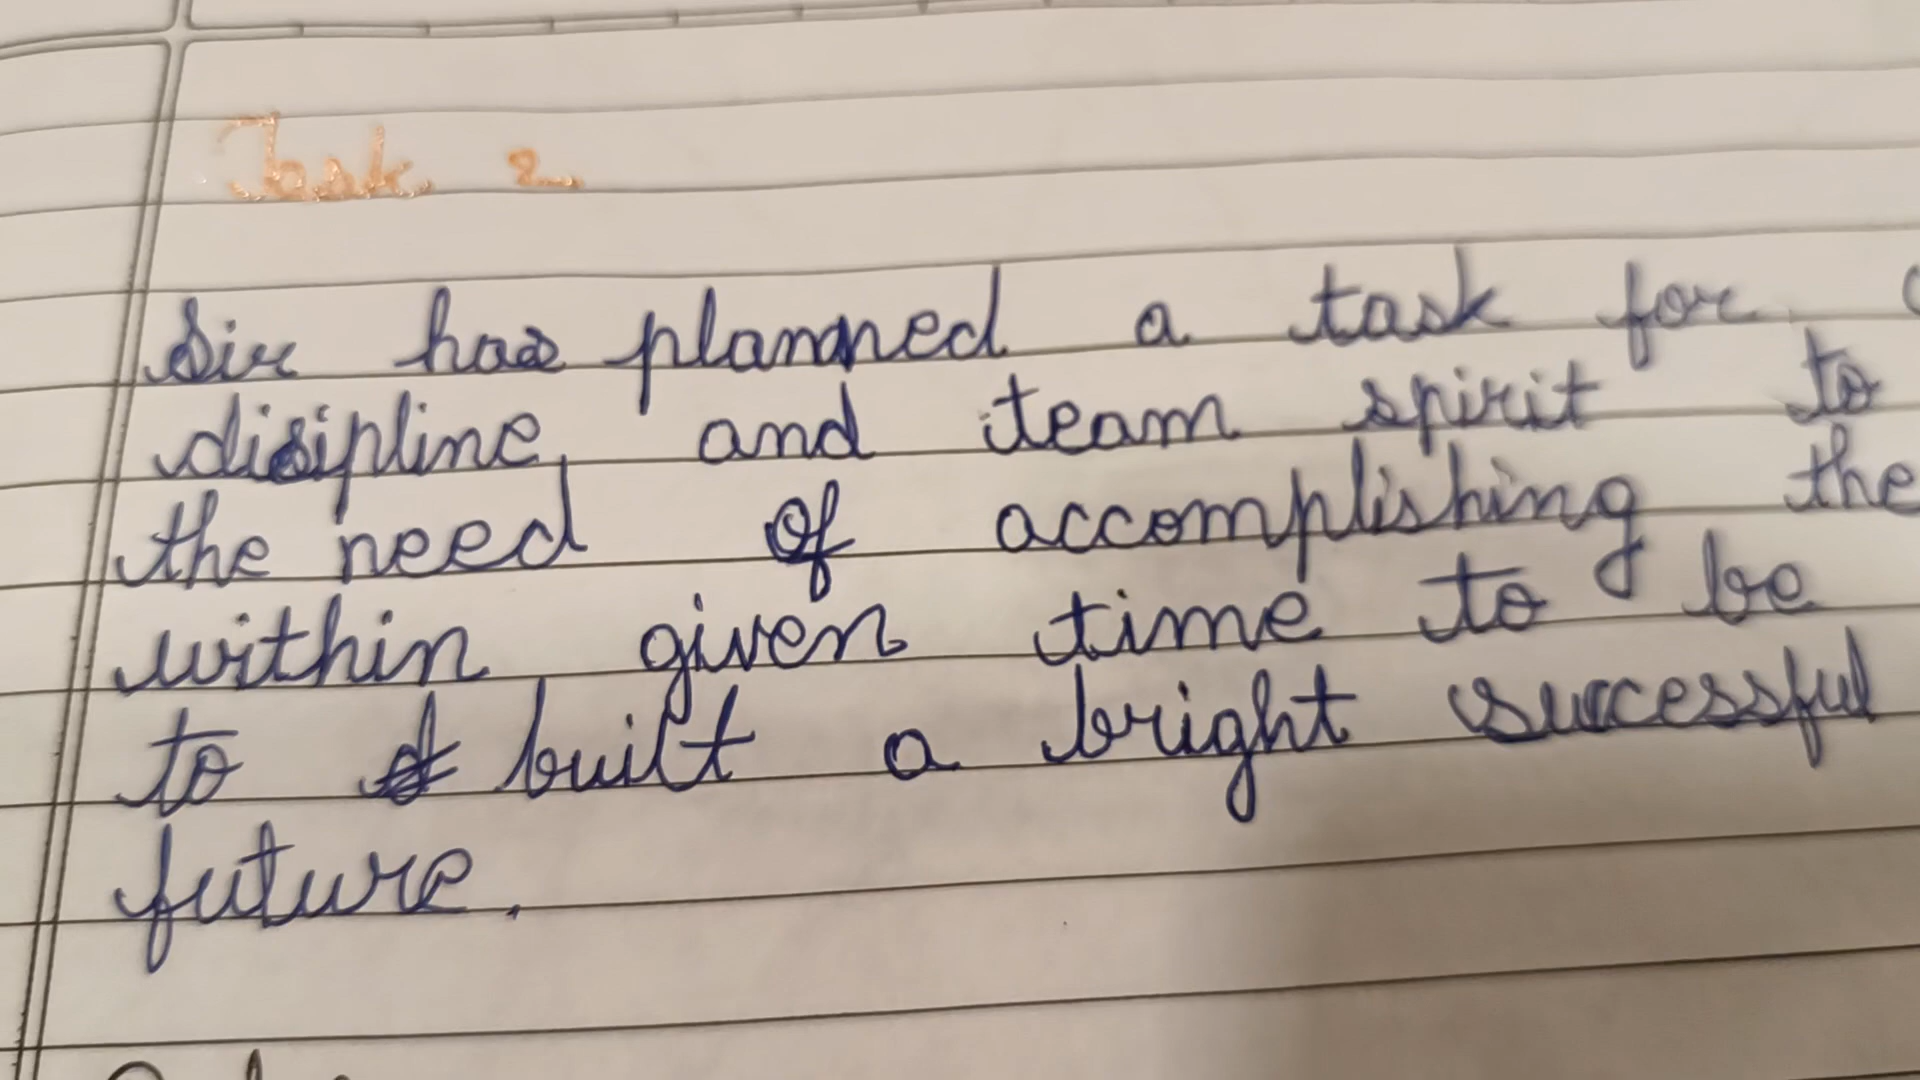 Task 2
Sir has planned a task for
disipline, and team spirit to
the need of accomplishing the
within given time to be
to built a bright successful
future.